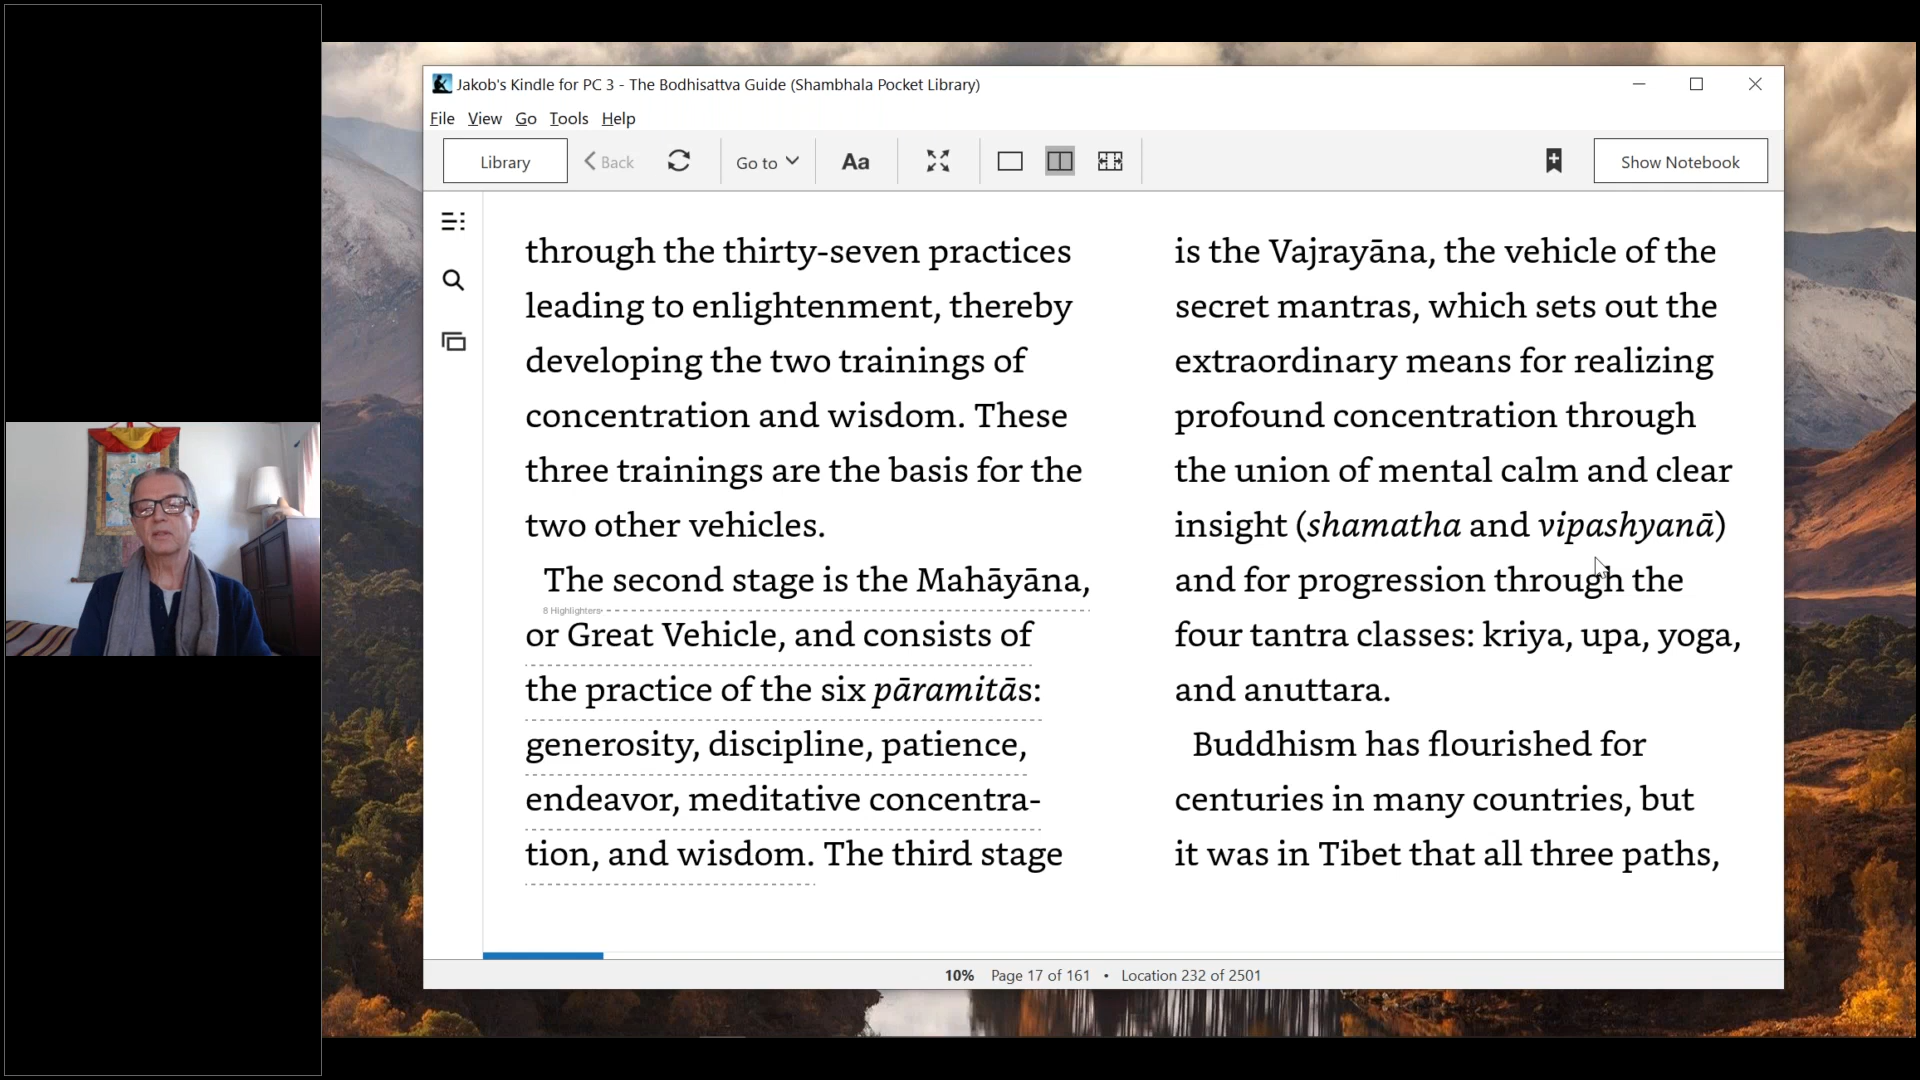 Jakob's Kindle for PC 3 - The Bodhisattva Guide (Shambhala Pocket Library)
File View Go Tools Help
Library Back Go to Aa Show Notebook
through the thirty-seven practices
leading to enlightenment, thereby
developing the two trainings of
concentration and wisdom. These
three trainings are the basis for the
two other vehicles.
The second stage is the Mahāyāna,
8 Highlighters
or Great Vehicle, and consists of
the practice of the six pāramitās:
generosity, discipline, patience,
endeavor, meditative concentra-
tion, and wisdom. The third stage
is the Vajrayāna, the vehicle of the
secret mantras, which sets out the
extraordinary means for realizing
profound concentration through
the union of mental calm and clear
insight (shamatha and vipashyanā)
and for progression through the
four tantra classes: kriya, upa, yoga,
and anuttara.
Buddhism has flourished for
centuries in many countries, but
it was in Tibet that all three paths,
10% Page 17 of 161 • Location 232 of 2501